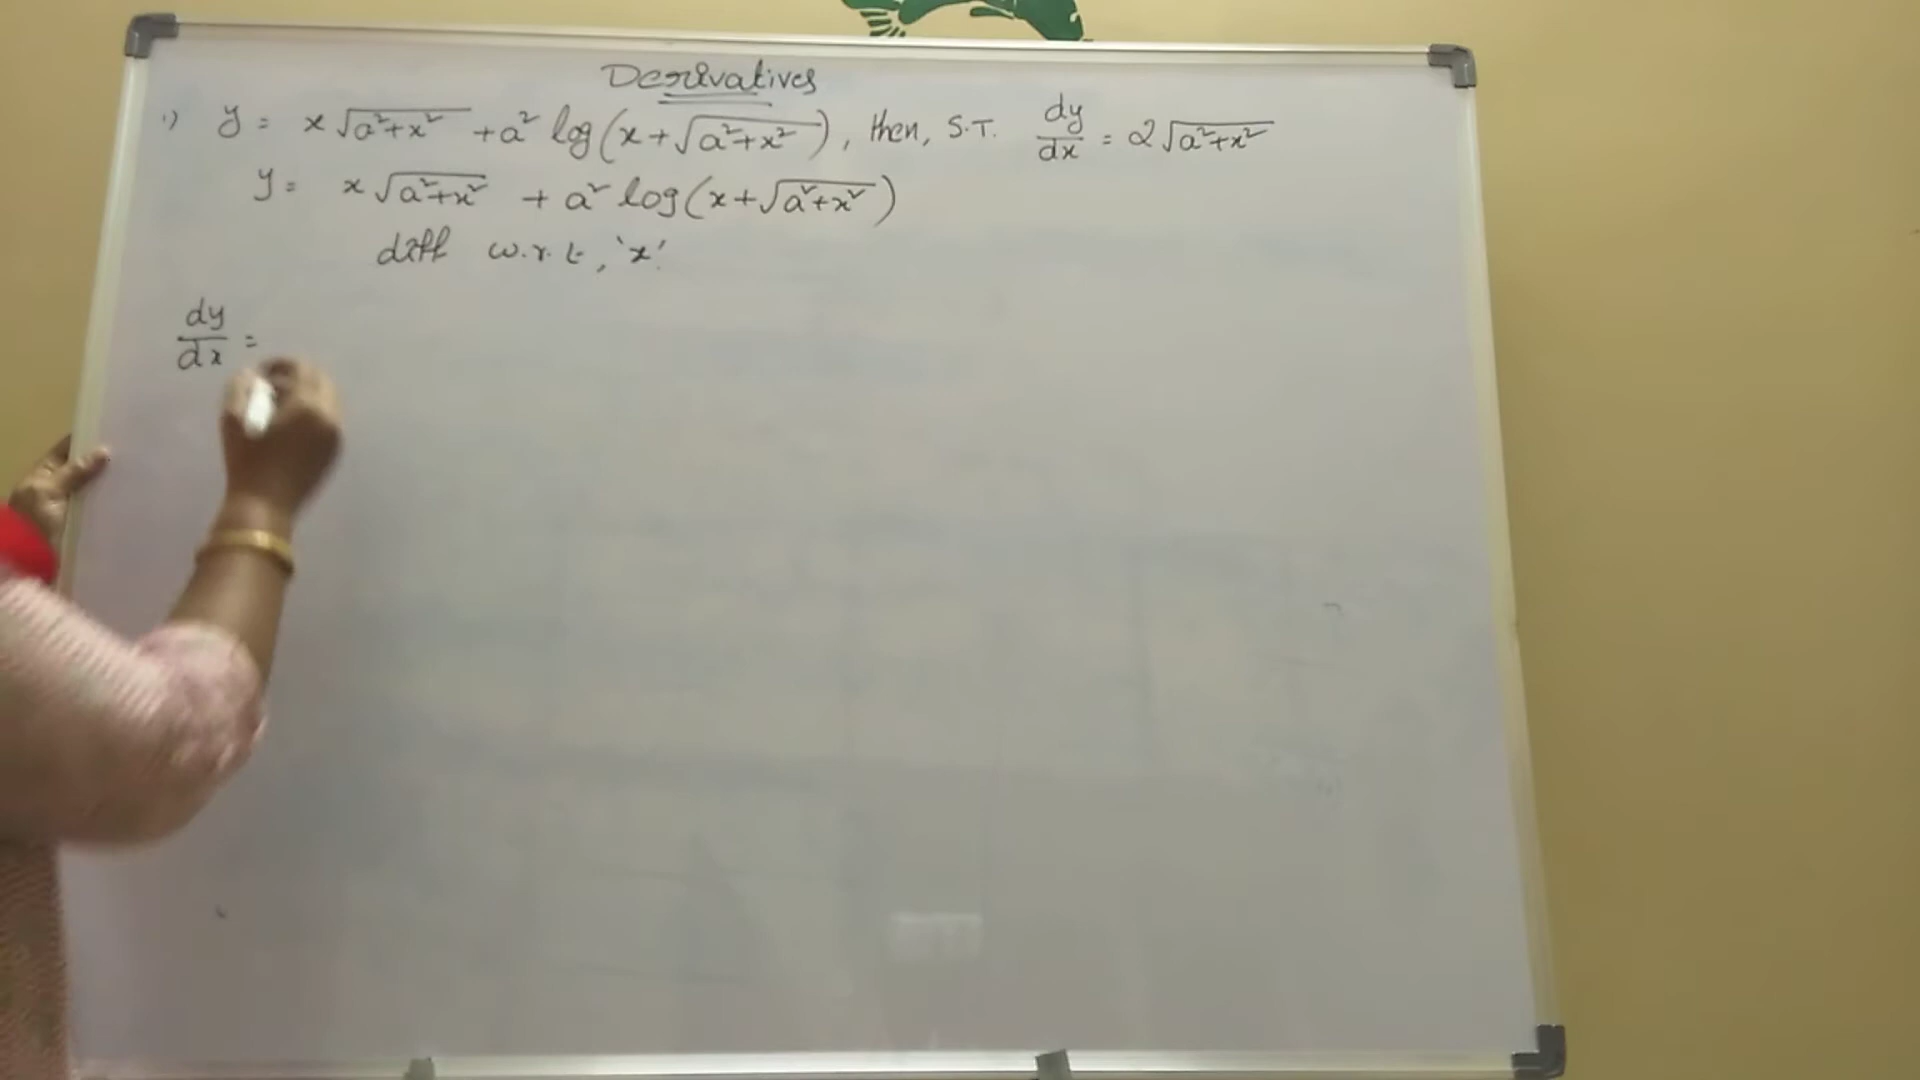 Derivatives
1) y = x√(a²+x²) + a² log(x+√(a²+x²)), then, S.T. dy/dx = 2√(a²+x²)
y = x√(a²+x²) + a² log(x+√(a²+x²))
diff w.r.t, 'x'
dy/dx =